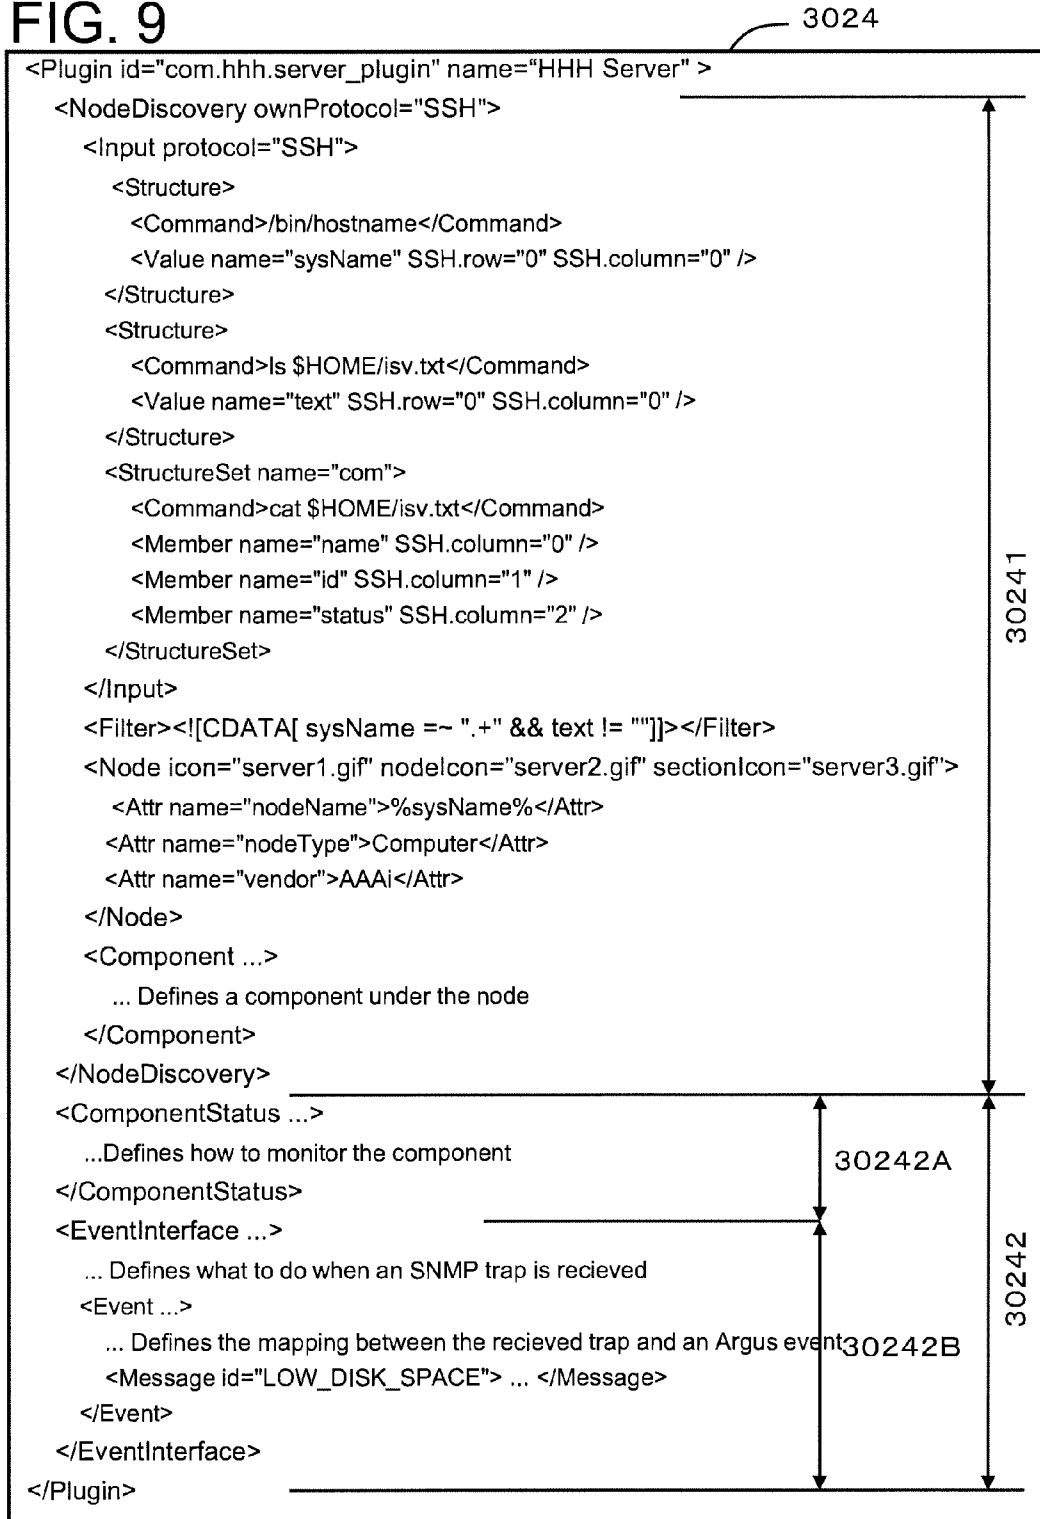 FIG. 9
3024
<Plugin id="com.hhh.server_plugin" name="HHH Server" >
<NodeDiscovery ownProtocol="SSH">
<Input protocol="SSH">
<Structure>
<Command>/bin/hostname</Command>
<Value name="sysName" SSH.row="0" SSH.column="0" />
</Structure>
<Structure>
<Command>ls $HOME/isv.txt</Command>
<Value name="text" SSH.row="0" SSH.column="0" />
</Structure>
<StructureSet name="com">
<Command>cat $HOME/isv.txt</Command>
<Member name="name" SSH.column="0" />
<Member name="id" SSH.column="1" />
<Member name="status" SSH.column="2" />
</StructureSet>
</Input>
<Filter><![CDATA[ sysName =~ ".+" && text != ""]]></Filter>
<Node icon="server1.gif" nodeIcon="server2.gif" sectionIcon="server3.gif">
<Attr name="nodeName">%sysName%</Attr>
<Attr name="nodeType">Computer</Attr>
<Attr name="vendor">AAAi</Attr>
</Node>
<Component ...>
... Defines a component under the node
</Component>
</NodeDiscovery>
30241
<ComponentStatus ...>
...Defines how to monitor the component
</ComponentStatus>
30242A
<EventInterface ...>
... Defines what to do when an SNMP trap is recieved
<Event ...>
... Defines the mapping between the recieved trap and an Argus event
<Message id="LOW_DISK_SPACE"> ... </Message>
</Event>
</EventInterface>
</Plugin>
30242B
30242